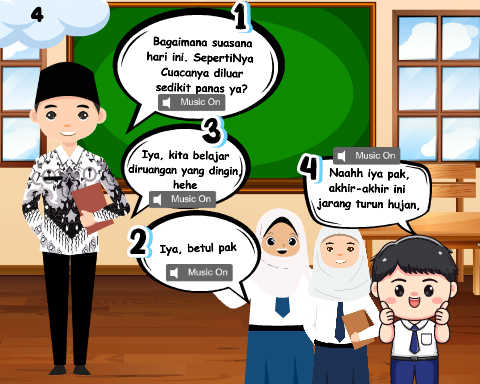 4
1
Bagaimana suasana
hari ini. SepertiNya
Cuacanya diluar
sedikit panas ya?
Music On
2
Iya, betul pak
Music On
3
Iya, kita belajar
diruangan yang dingin,
hehe
Music On
4
Music On
Naahh iya pak,
akhir-akhir ini
jarang turun hujan,